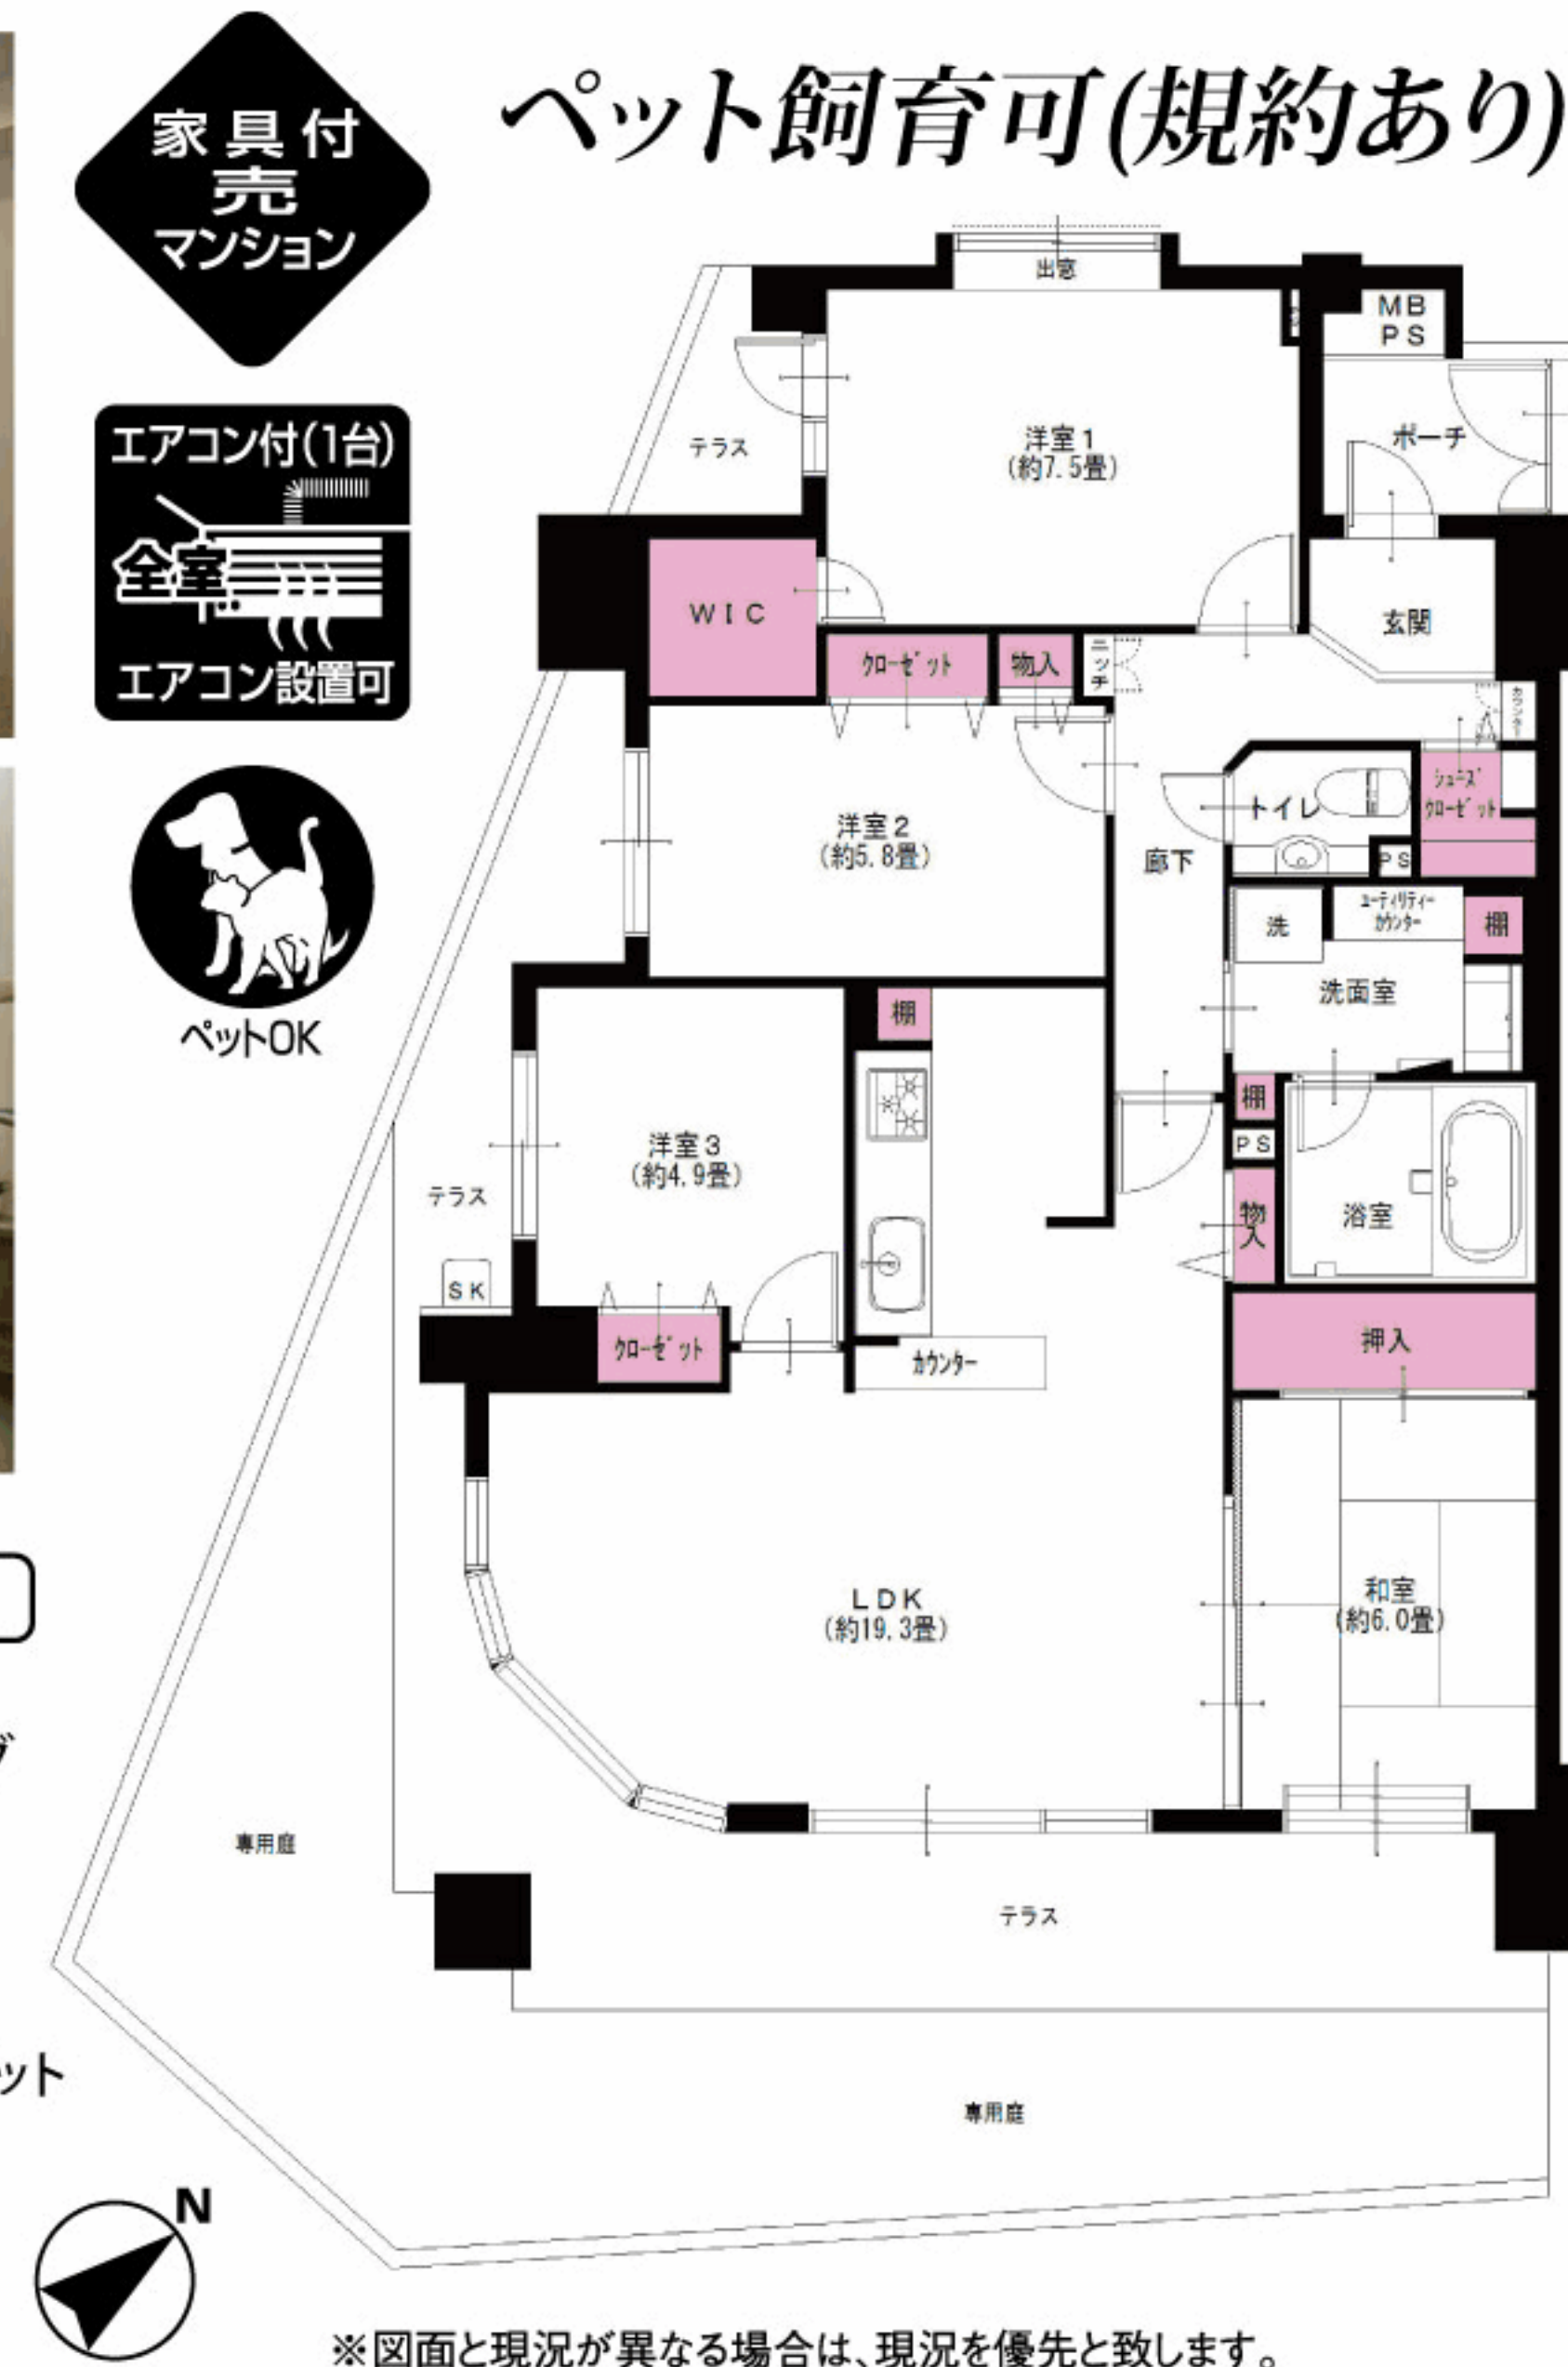 家具付
売
マンション
ペット飼育可(規約あり)
エアコン付(1台)
全室
エアコン設置可
ペットOK
出窓
MB
PS
ポーチ
テラス
洋室1
(約7.5畳)
WIC
クローゼット
物入
ニッチ
玄関
カウンター
シューズ
クローゼット
トイレ
PS
洋室2
(約5.8畳)
廊下
洗
ユーティリティー
カウンター
棚
洗面室
棚
棚
PS
洋室3
(約4.9畳)
テラス
SK
物入
浴室
クローゼット
カウンター
押入
LDK
(約19.3畳)
和室
(約6.0畳)
専用庭
テラス
専用庭
ット
N
※図面と現況が異なる場合は、現況を優先と致します。